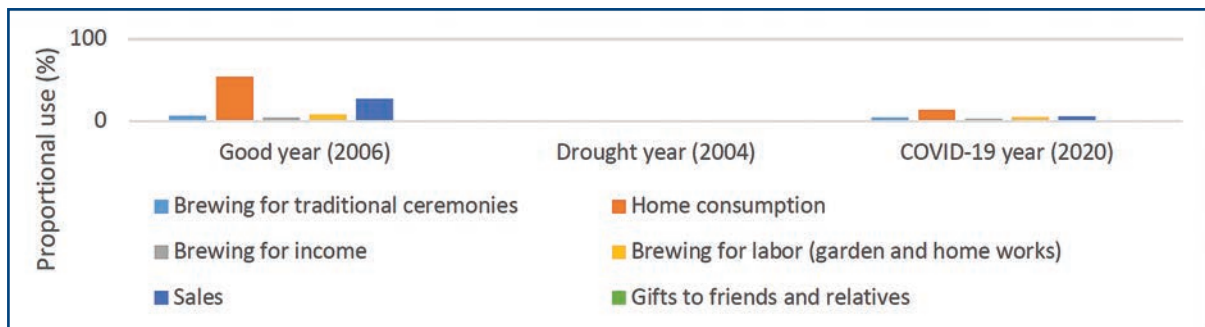 Proportional use (%)
100
0
Good year (2006) Drought year (2004) COVID-19 year (2020)
Brewing for traditional ceremonies Home consumption
Brewing for income Brewing for labor (garden and home works)
Sales Gifts to friends and relatives